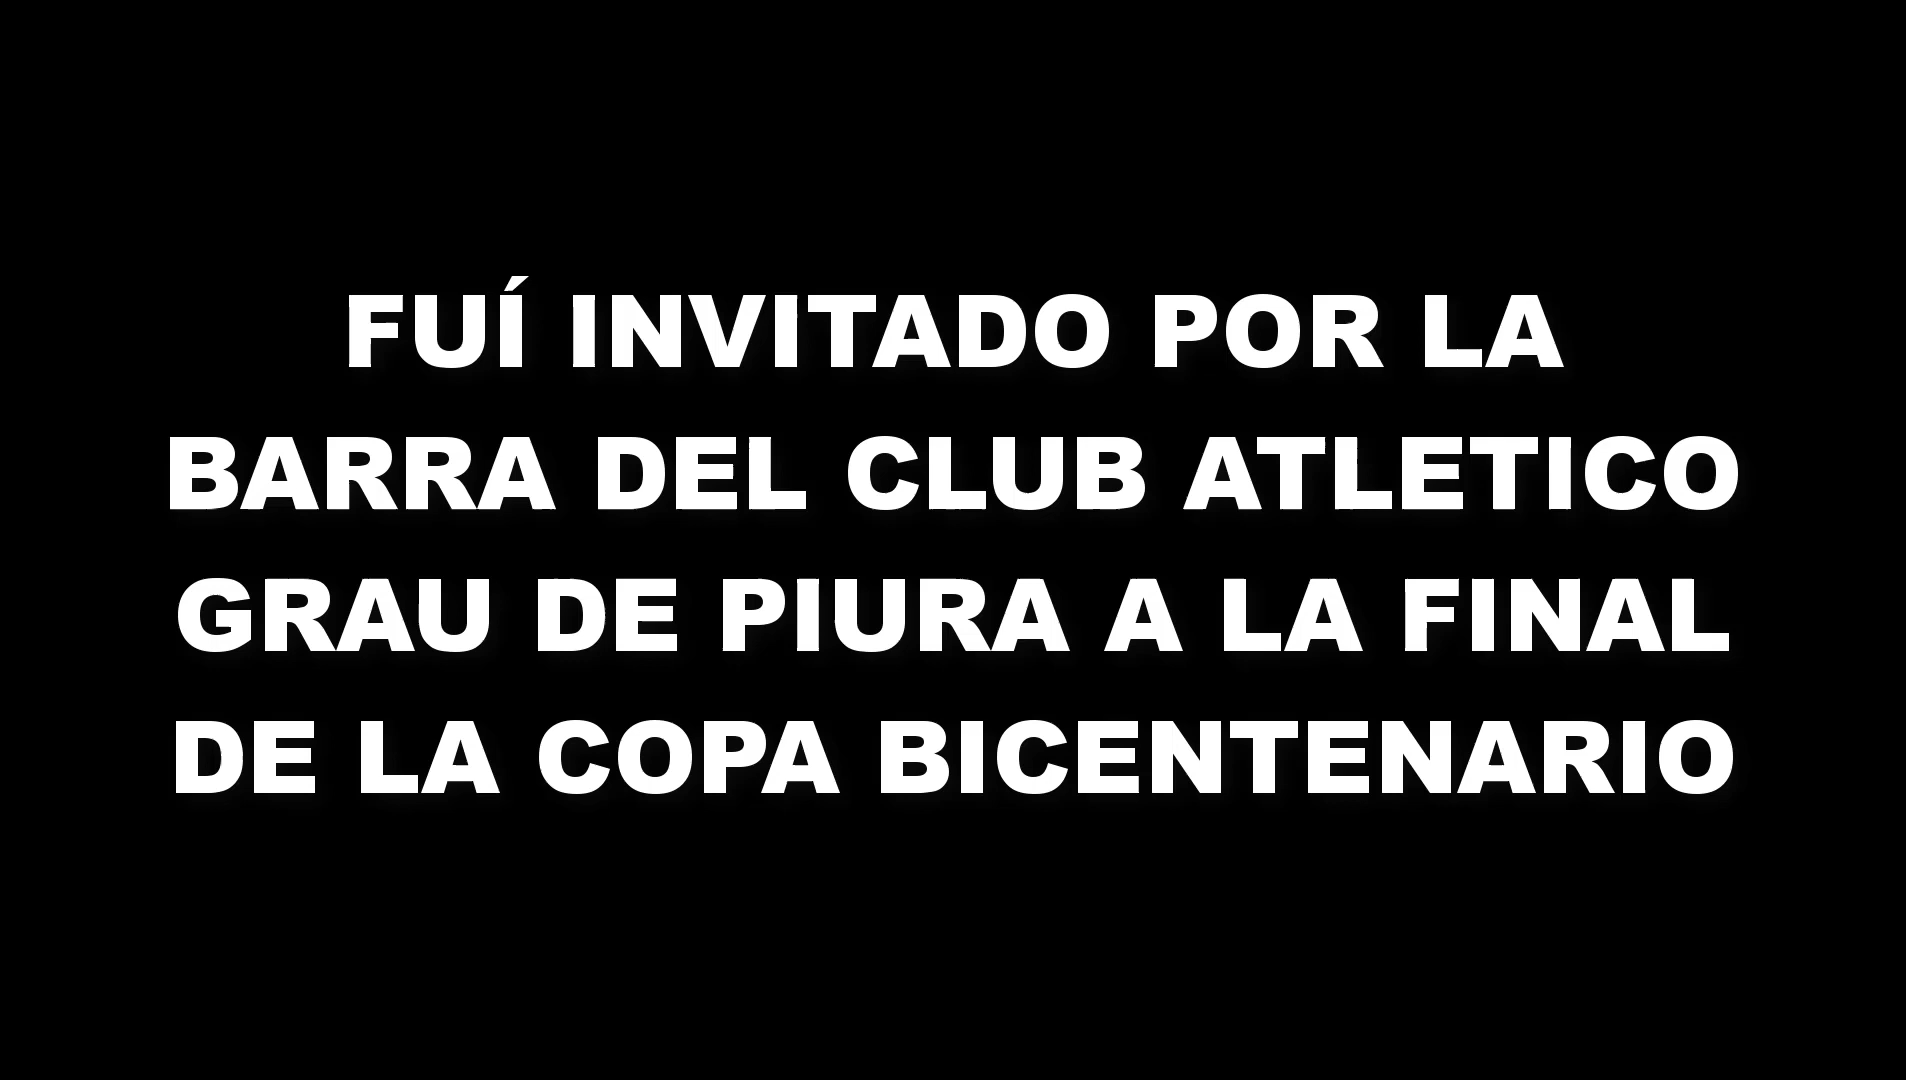 FUÍ INVITADO POR LA
BARRA DEL CLUB ATLETICO
GRAU DE PIURA A LA FINAL
DE LA COPA BICENTENARIO